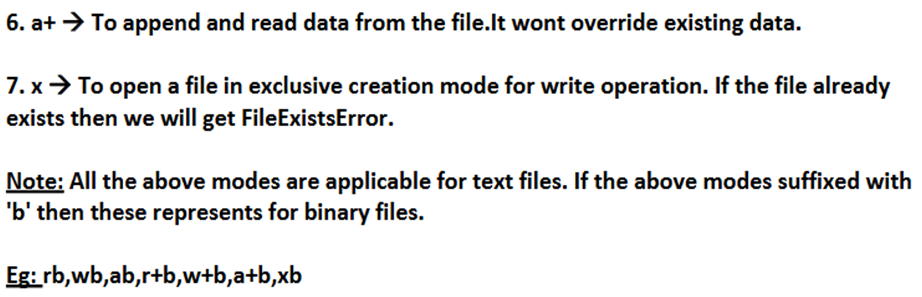 6. a+ → To append and read data from the file.It wont override existing data.
7. x → To open a file in exclusive creation mode for write operation. If the file already
exists then we will get FileExistsError.
Note: All the above modes are applicable for text files. If the above modes suffixed with
'b' then these represents for binary files.
Eg: rb,wb,ab,r+b,w+b,a+b,xb